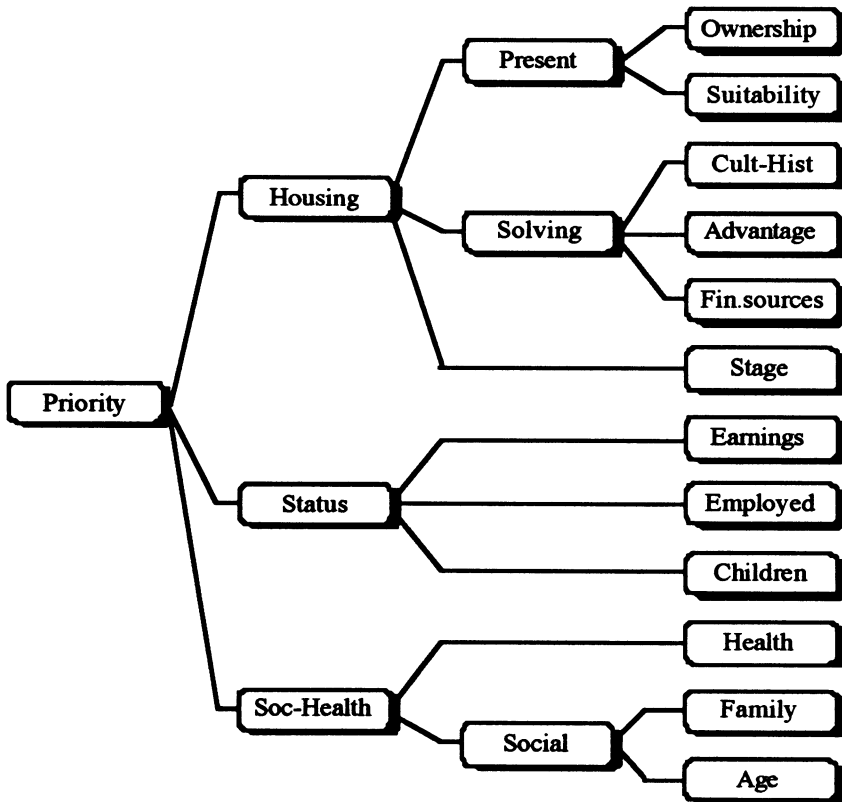 Ownership
Present
Suitability
Cult-Hist
Housing
Solving
Advantage
Fin.sources
Stage
Priority
Earnings
Status
Employed
Children
Health
Soc-Health
Family
Social
Age